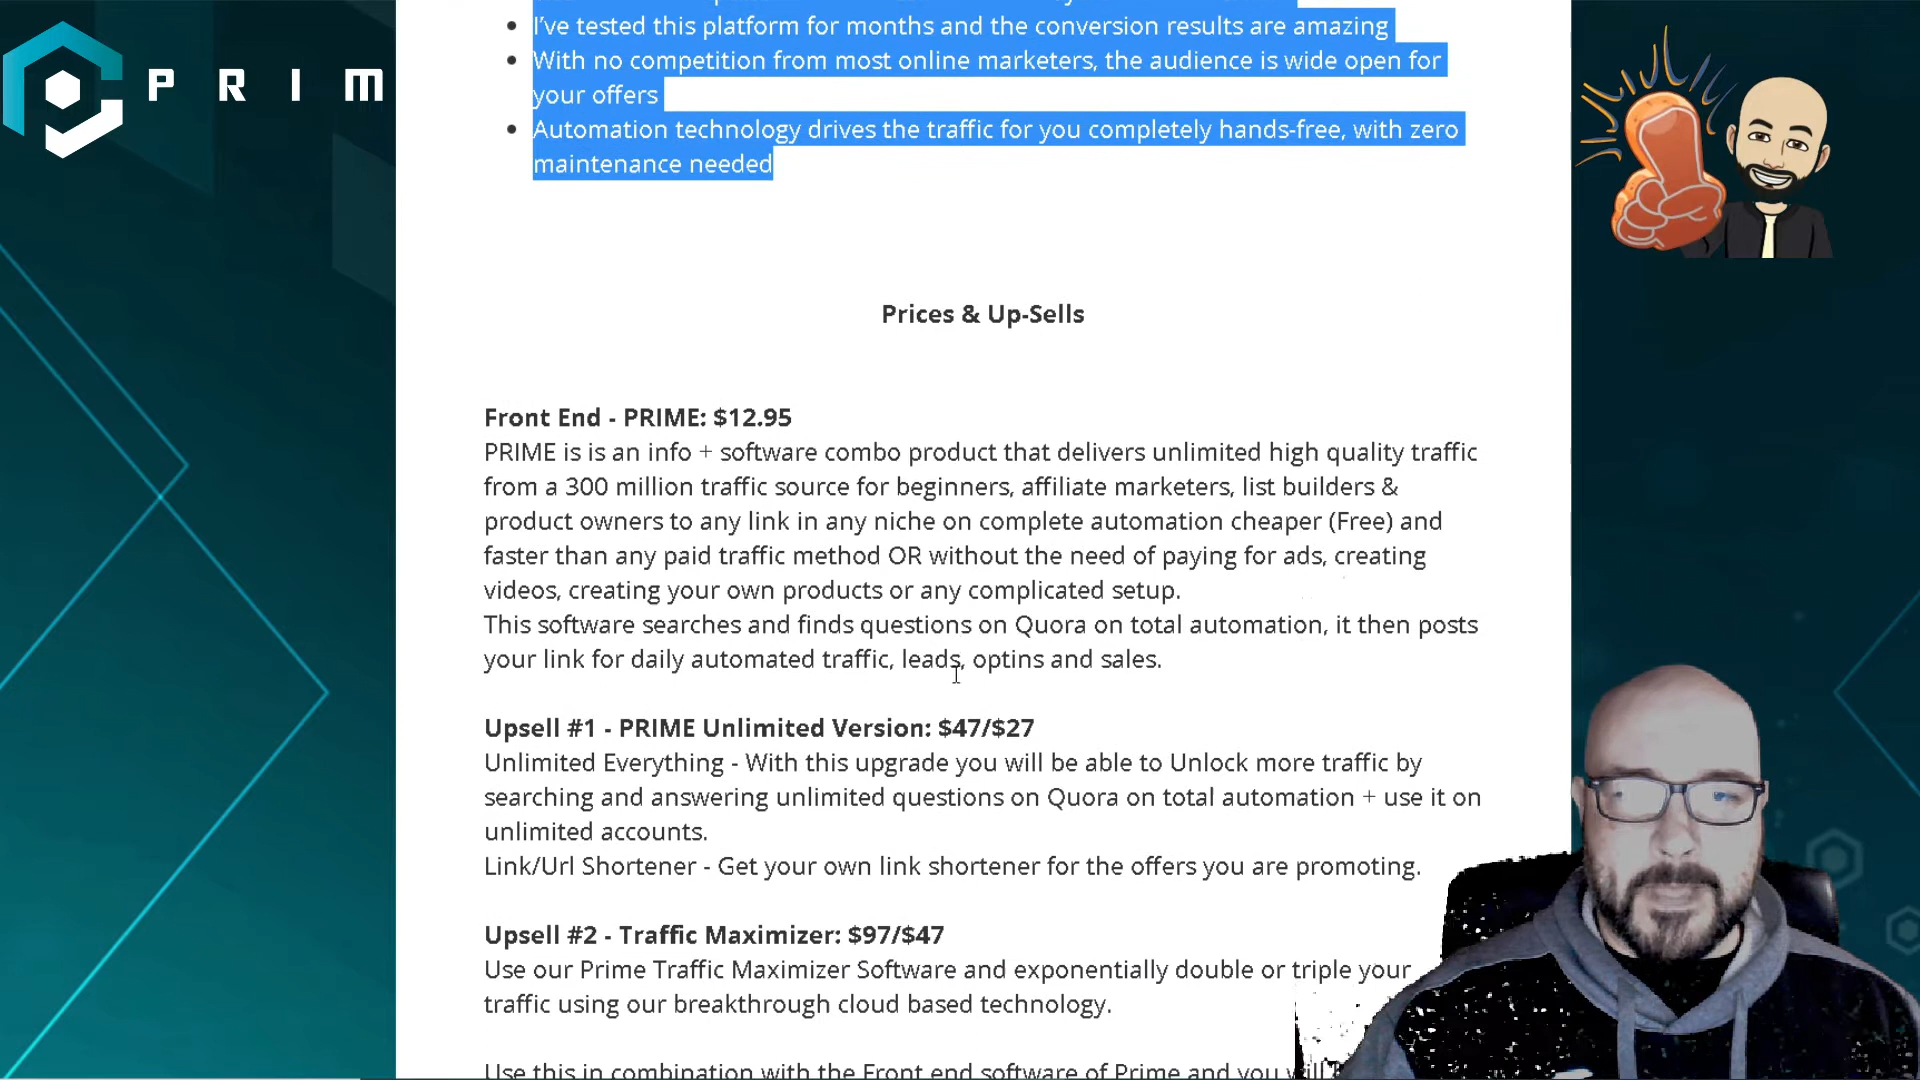 PRIM
I've tested this platform for months and the conversion results are amazing
With no competition from most online marketers, the audience is wide open for
your offers
Automation technology drives the traffic for you completely hands-free, with zero
maintenance needed
Prices & Up-Sells
Front End - PRIME: $12.95
PRIME is is an info + software combo product that delivers unlimited high quality traffic
from a 300 million traffic source for beginners, affiliate marketers, list builders &
product owners to any link in any niche on complete automation cheaper (Free) and
faster than any paid traffic method OR without the need of paying for ads, creating
videos, creating your own products or any complicated setup.
This software searches and finds questions on Quora on total automation, it then posts
your link for daily automated traffic, leads, optins and sales.
Upsell #1 - PRIME Unlimited Version: $47/$27
Unlimited Everything - With this upgrade you will be able to Unlock more traffic by
searching and answering unlimited questions on Quora on total automation + use it on
unlimited accounts.
Link/Url Shortener - Get your own link shortener for the offers you are promoting.
Upsell #2 - Traffic Maximizer: $97/$47
Use our Prime Traffic Maximizer Software and exponentially double or triple your
traffic using our breakthrough cloud based technology.
Use this in combination with the Front end software of Prime and you will